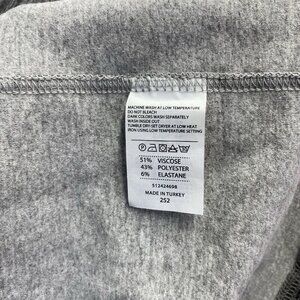 MACHINE WASH AT LOW TEMPERATURE
DO NOT BLEACH
DARK COLORS WASH SEPARATELY
WASH INSIDE OUT
TUMBLE DRY-SET DRYER AT LOW HEAT
IRON USING LOW TEMPERATURE SETTING
51% VISCOSE
43% POLYESTER
6% ELASTANE
512424698
MADE IN TURKEY
252